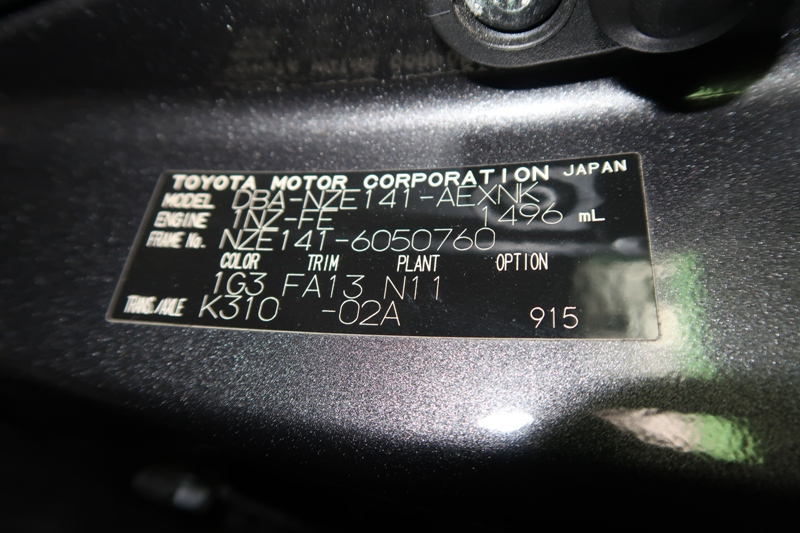 TOYOTA MOTOR CORPORATION JAPAN
MODEL DBA-NZE141-AEXNK
ENGINE 1NZ-FE 1496 mL
FRAME No. NZE141-6050760
COLOR TRIM PLANT OPTION
1G3 FA13 N11
TRANS./AXLE K310 -02A 915